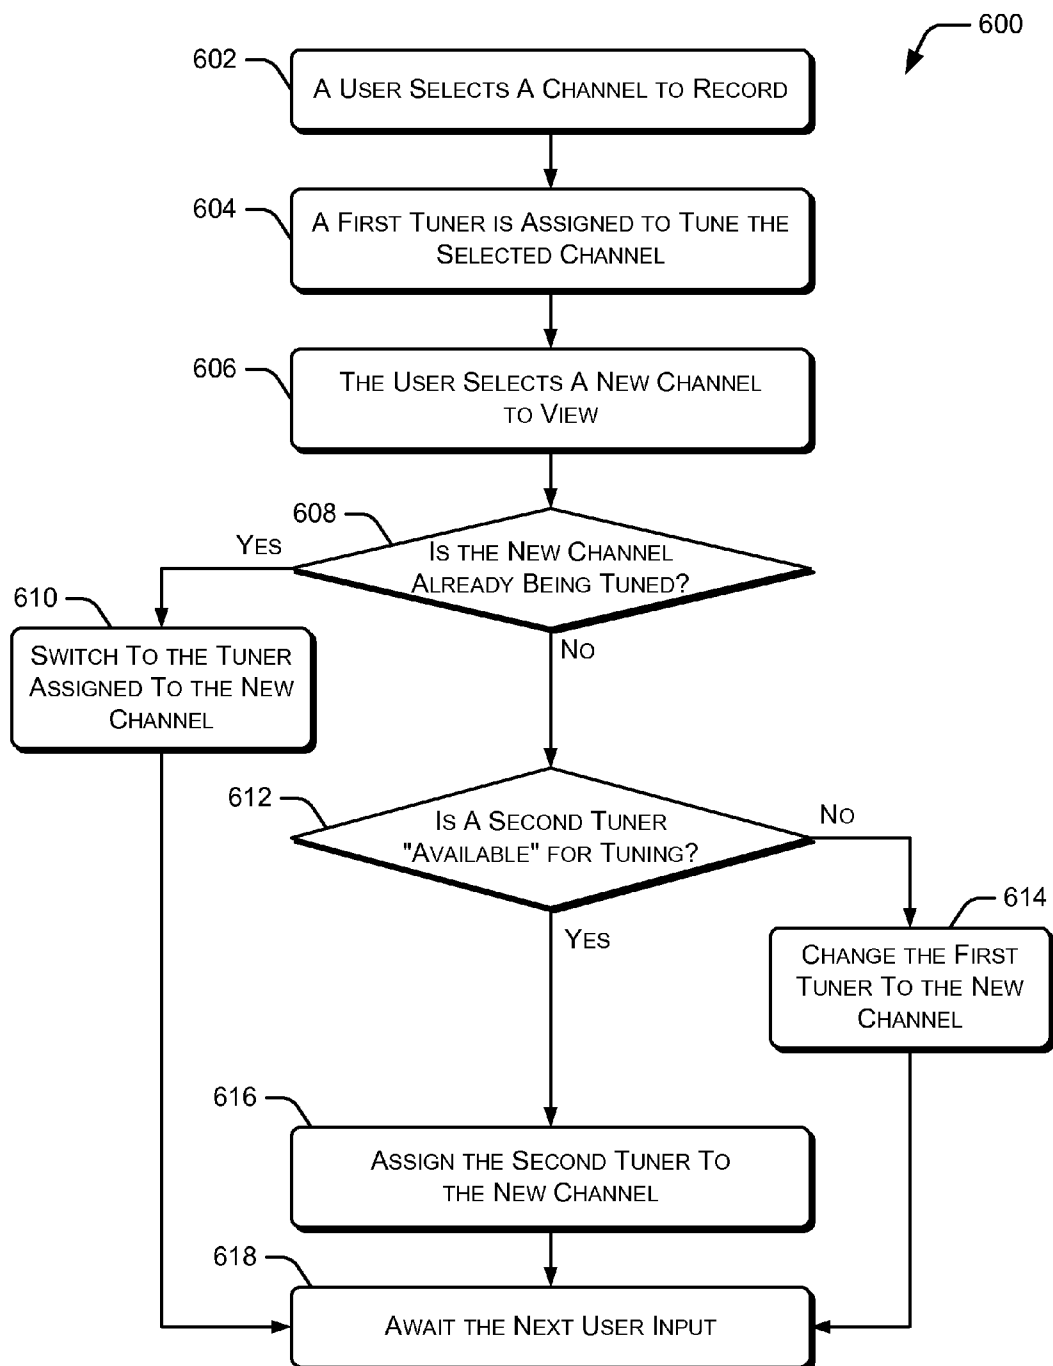 600
602
A User Selects A Channel to Record
604
A First Tuner is Assigned to Tune the
Selected Channel
606
The User Selects A New Channel
to View
608
Yes
Is the New Channel
Already Being Tuned?
610
No
Switch To the Tuner
Assigned To the New
Channel
612
Is A Second Tuner
"Available" for Tuning?
No
614
Yes
Change the First
Tuner To the New
Channel
616
Assign the Second Tuner To
the New Channel
618
Await the Next User Input